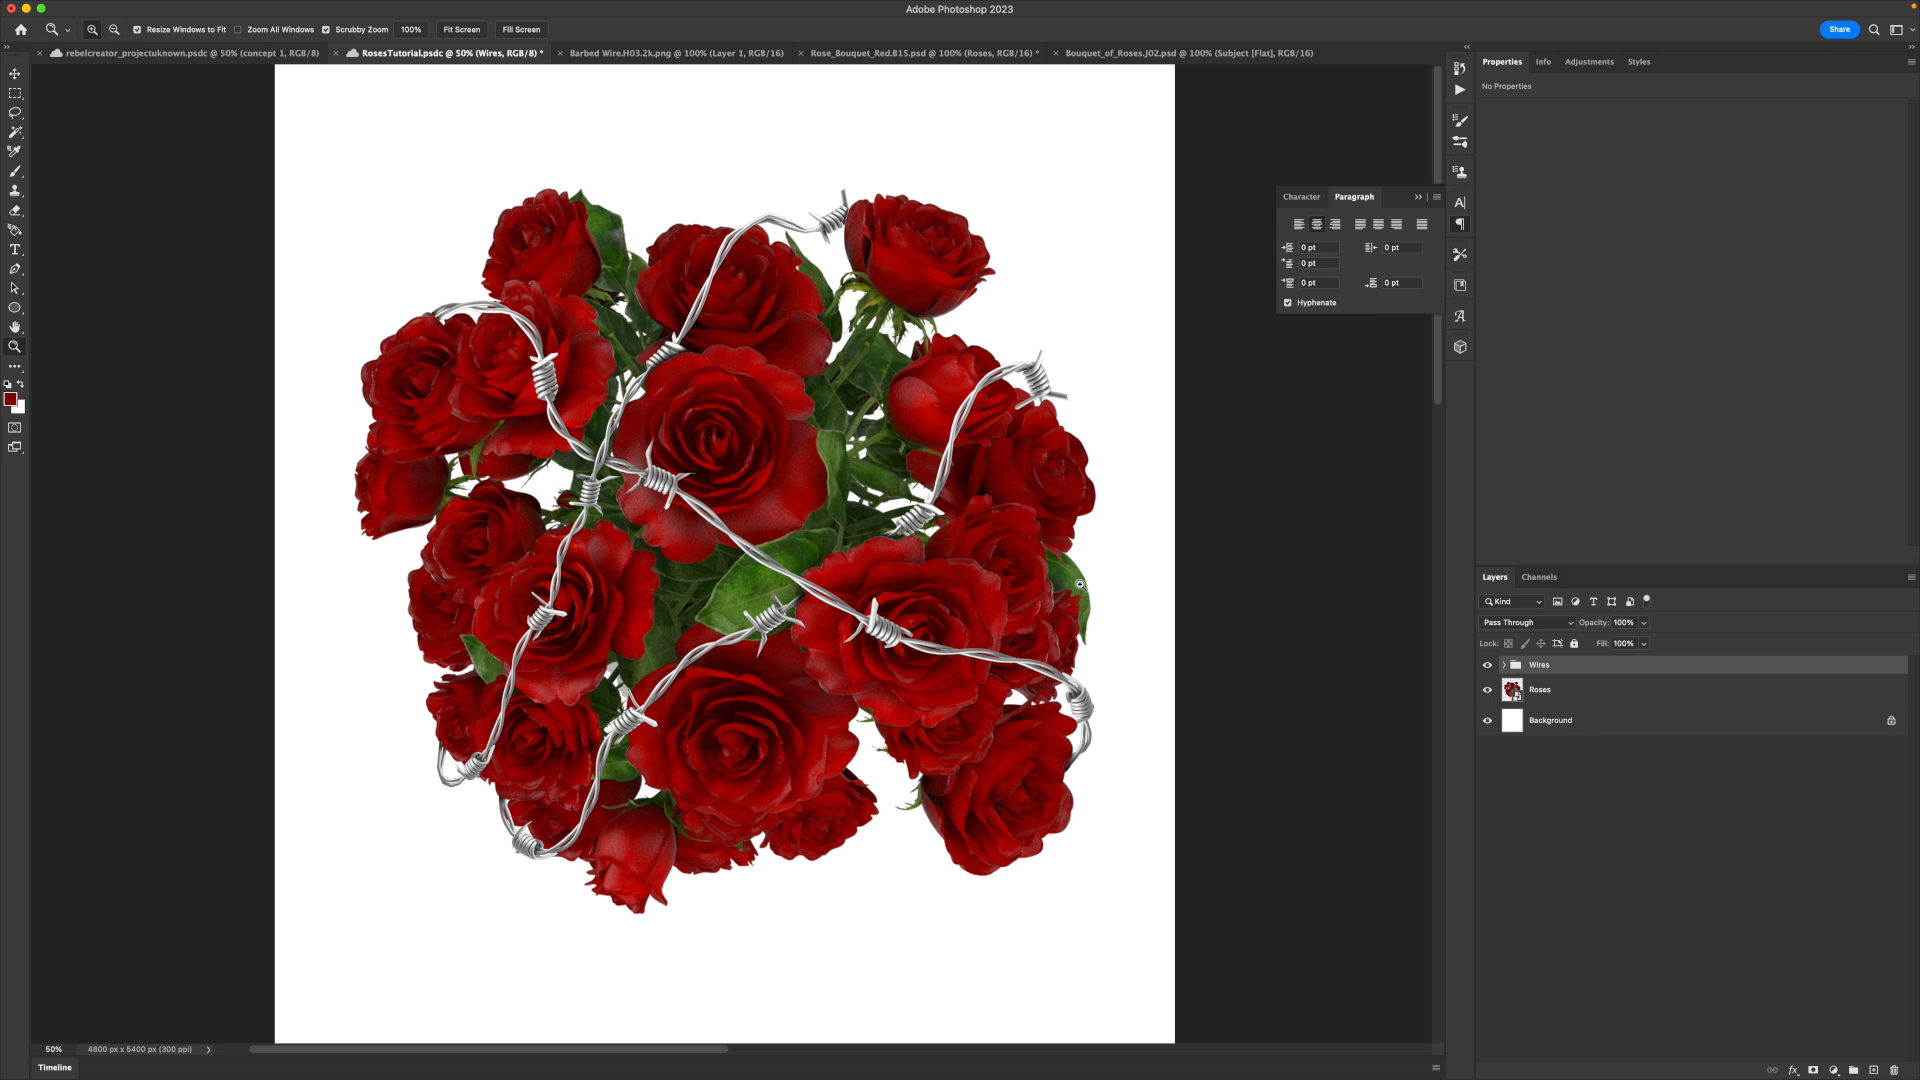 Adobe Photoshop 2023
Resize Windows to Fit
Zoom All Windows
Scrubby Zoom
100%
Fit Screen
Fill Screen
Share
rebelcreator_projectuknown.psdc @ 50% (concept 1, RGB/8)
RosesTutorial.psdc @ 50% (Wires, RGB/8) *
Barbed Wire.H03.2k.png @ 100% (Layer 1, RGB/16)
Rose_Bouquet_Red.B15.psd @ 100% (Roses, RGB/16) *
Bouquet_of_Roses.J02.psd @ 100% (Subject [Flat], RGB/16)
Properties
Info
Adjustments
Styles
No Properties
Character
Paragraph
0 pt
0 pt
0 pt
0 pt
0 pt
Hyphenate
Layers
Channels
Kind
Pass Through
Opacity: 100%
Lock:
Fill: 100%
Wires
Roses
Background
50%
4800 px x 5400 px (300 ppi)
Timeline